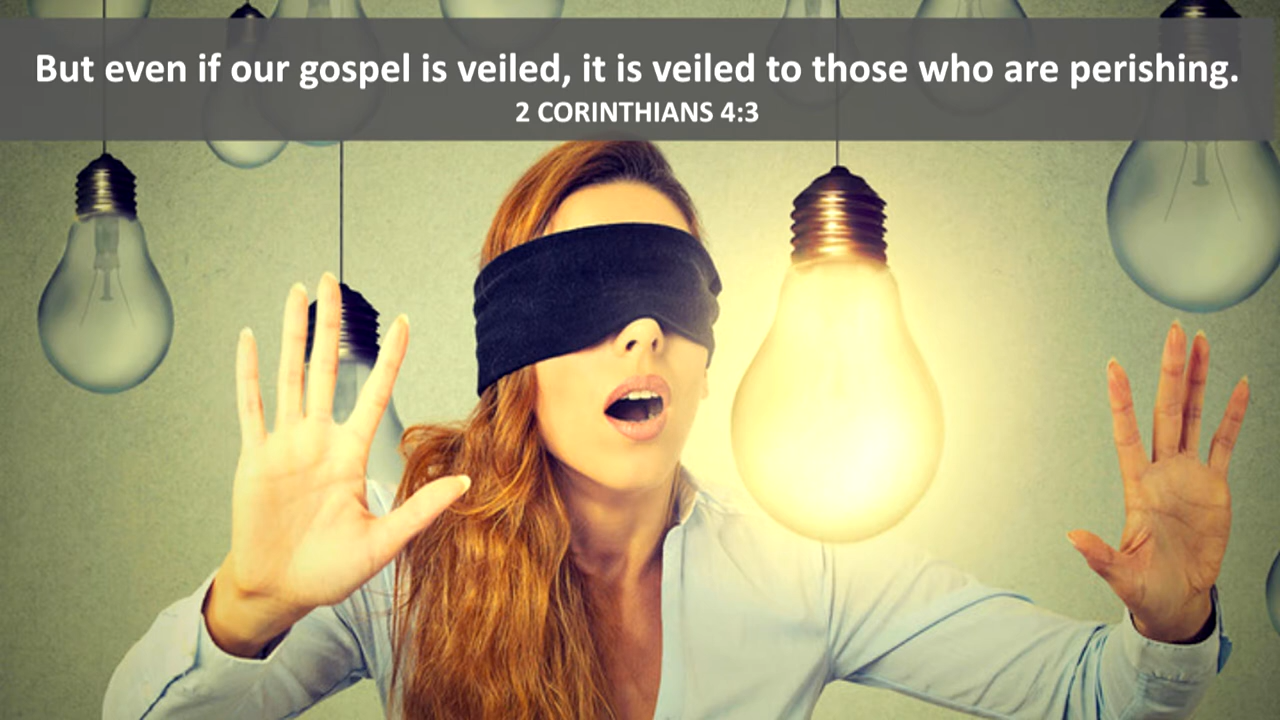 But even if our gospel is veiled, it is veiled to those who are perishing.
2 CORINTHIANS 4:3